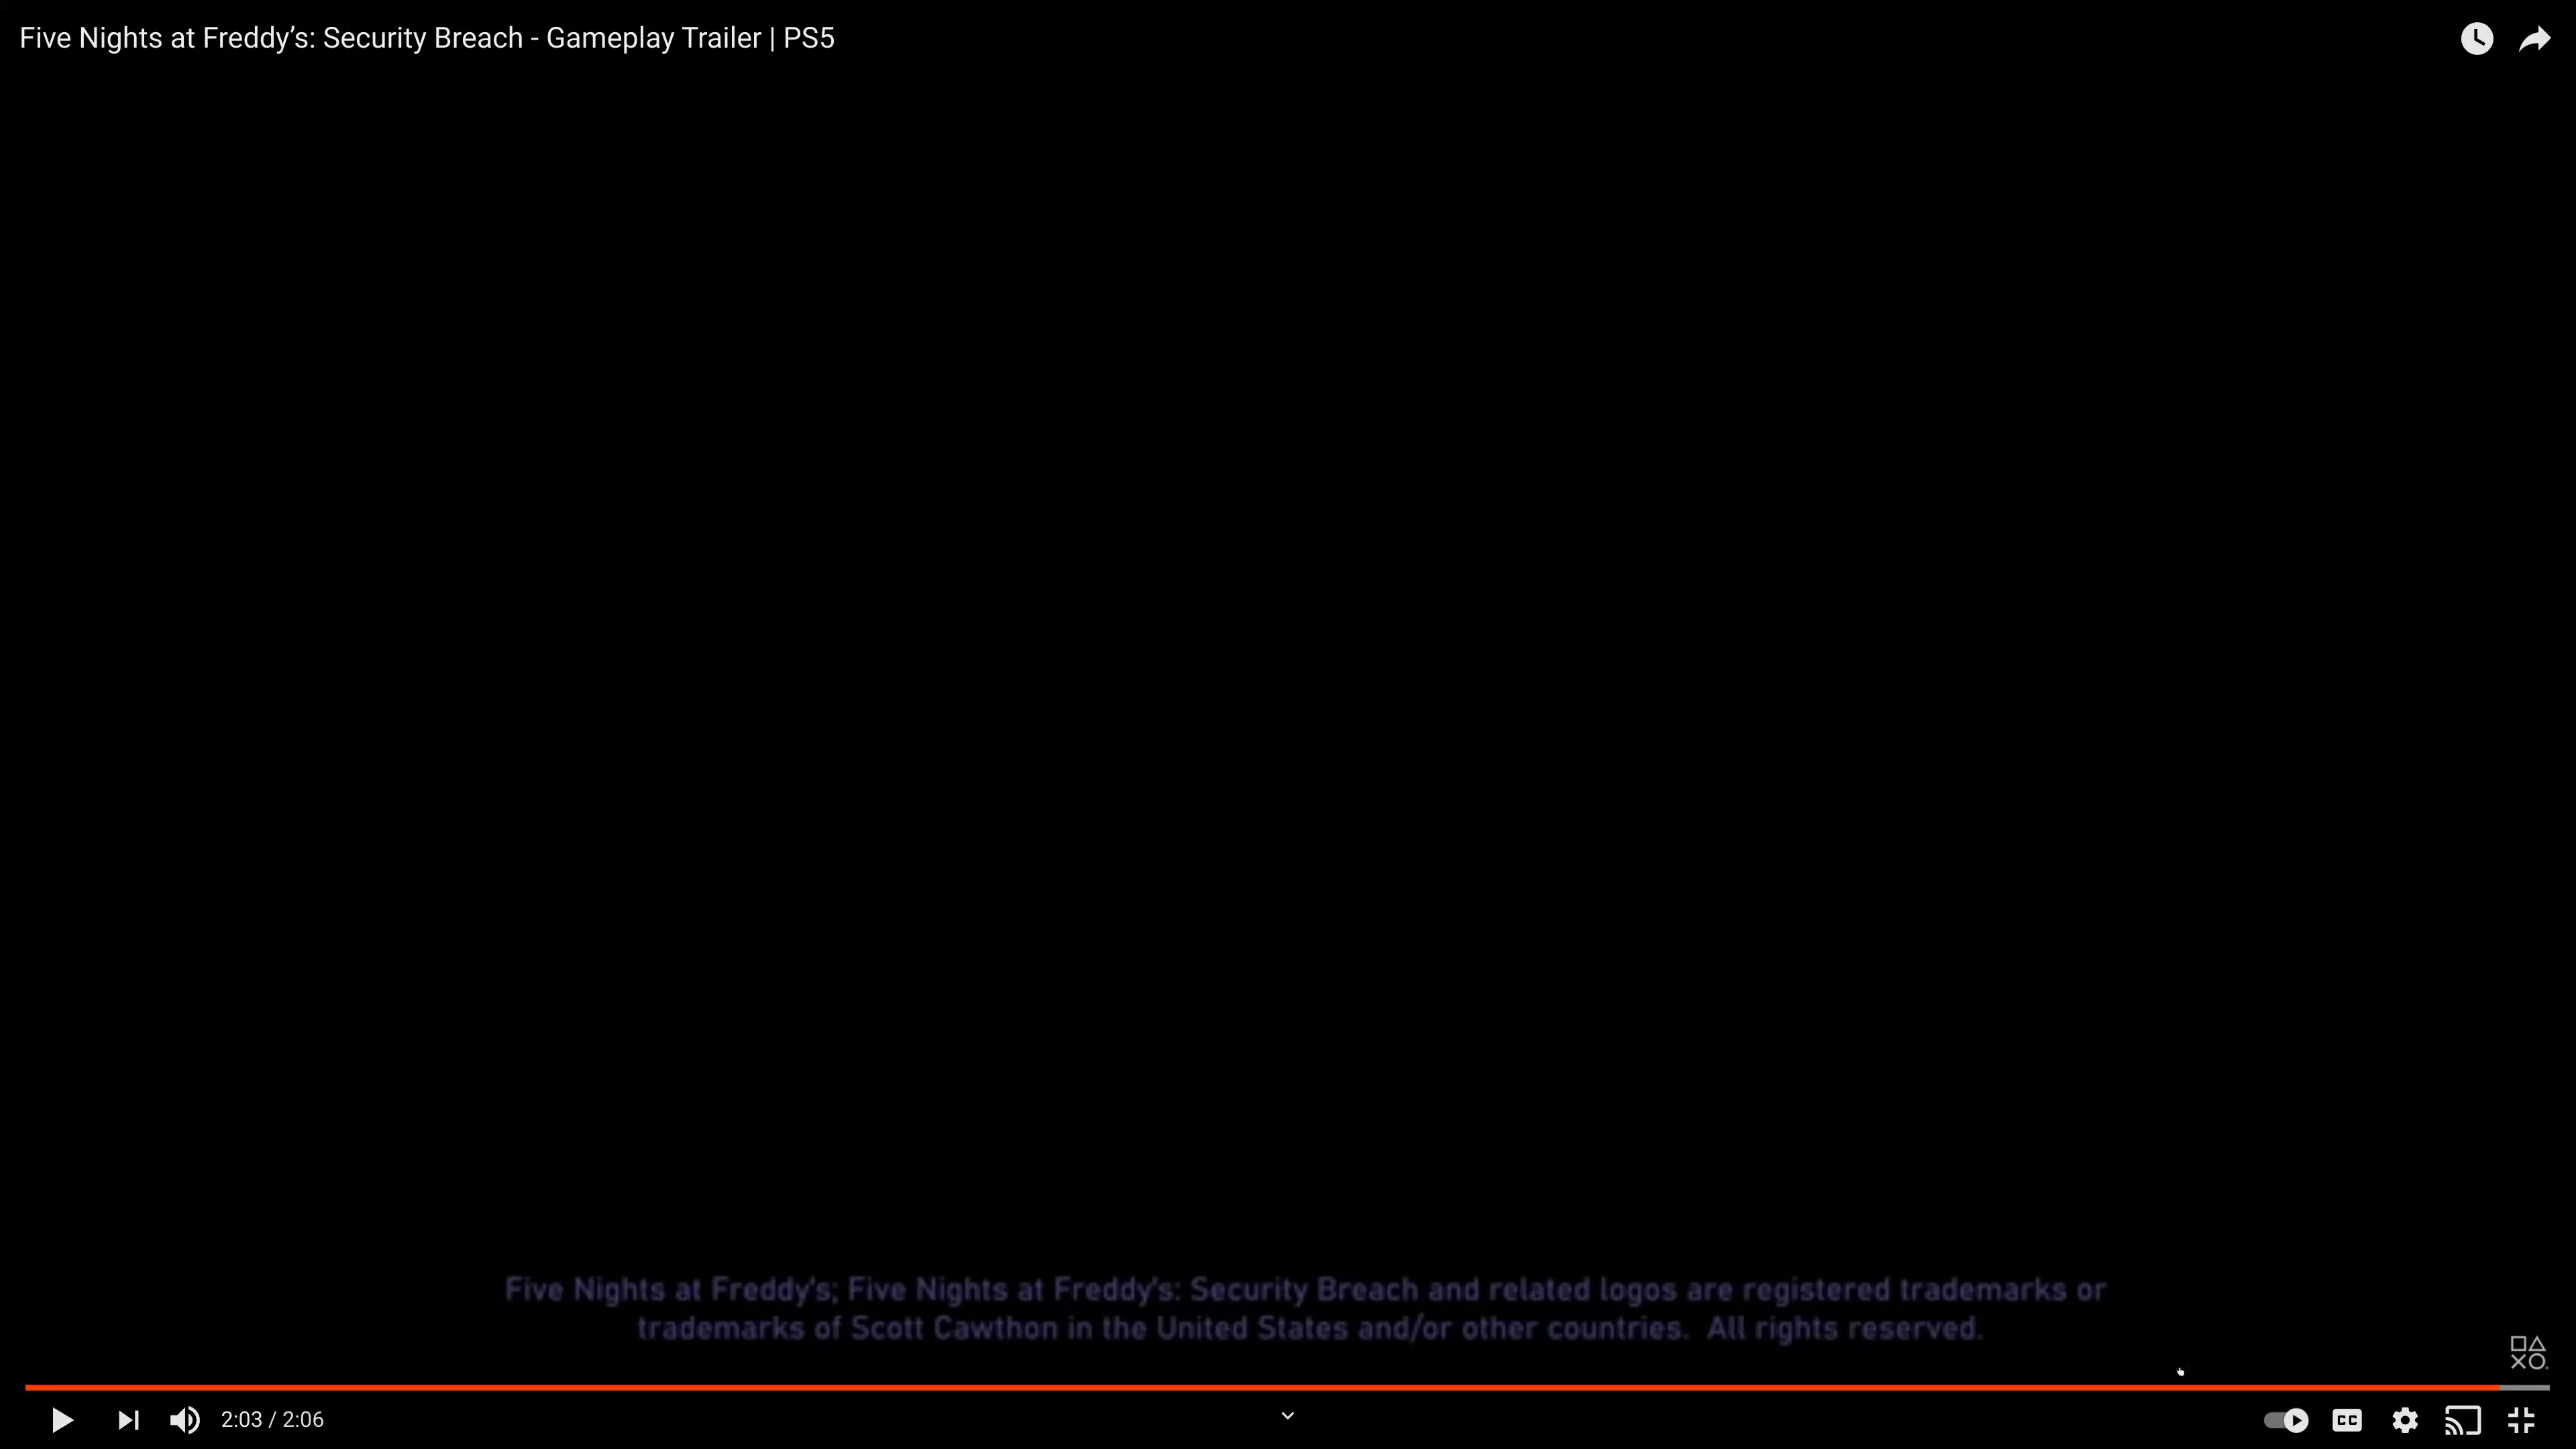 Five Nights at Freddy’s: Security Breach - Gameplay Trailer | PS5
Five Nights at Freddy's; Five Nights at Freddy's: Security Breach and related logos are registered trademarks or
trademarks of Scott Cawthon in the United States and/or other countries.  All rights reserved.
2:03 / 2:06
CC